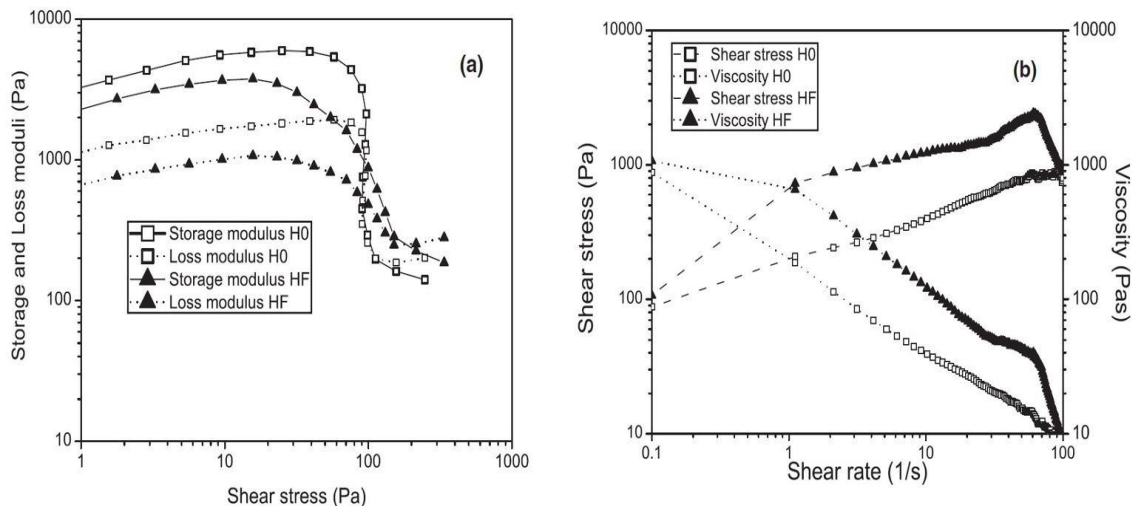 10000
1000
100
10
Storage and Loss moduli (Pa)
(a)
Storage modulus H0
Loss modulus H0
Storage modulus HF
Loss modulus HF
1
10
100
1000
Shear stress (Pa)
10000
1000
100
10
Shear stress (Pa)
Shear stress H0
Viscosity H0
Shear stress HF
Viscosity HF
(b)
10000
1000
100
10
Viscosity (Pas)
0.1
1
10
100
Shear rate (1/s)